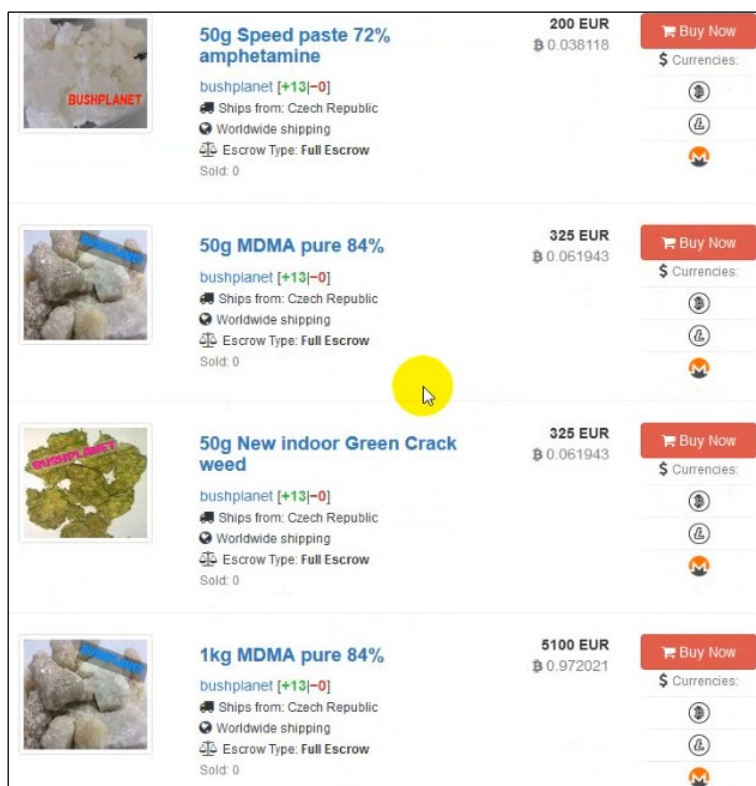 50g Speed paste 72%
amphetamine
200 EUR
฿ 0.038118
Buy Now
$ Currencies:
BUSHPLANET
bushplanet [+13|−0]
Ships from: Czech Republic
Worldwide shipping
Escrow Type: Full Escrow
Sold: 0
BUSHPLANET
50g MDMA pure 84%
325 EUR
฿ 0.061943
Buy Now
$ Currencies:
bushplanet [+13|−0]
Ships from: Czech Republic
Worldwide shipping
Escrow Type: Full Escrow
Sold: 0
BUSHPLANET
50g New indoor Green Crack
weed
325 EUR
฿ 0.061943
Buy Now
$ Currencies:
bushplanet [+13|−0]
Ships from: Czech Republic
Worldwide shipping
Escrow Type: Full Escrow
Sold: 0
BUSHPLANET
1kg MDMA pure 84%
5100 EUR
฿ 0.972021
Buy Now
$ Currencies:
bushplanet [+13|−0]
Ships from: Czech Republic
Worldwide shipping
Escrow Type: Full Escrow
Sold: 0